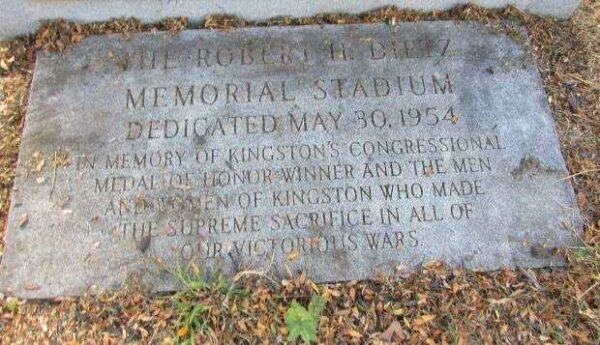 THE ROBERT H. DIETZ
MEMORIAL STADIUM
DEDICATED MAY 30, 1954
IN MEMORY OF KINGSTON'S CONGRESSIONAL
MEDAL OF HONOR WINNER AND THE MEN
AND WOMEN OF KINGSTON WHO MADE
THE SUPREME SACRIFICE IN ALL OF
OUR VICTORIOUS WARS.